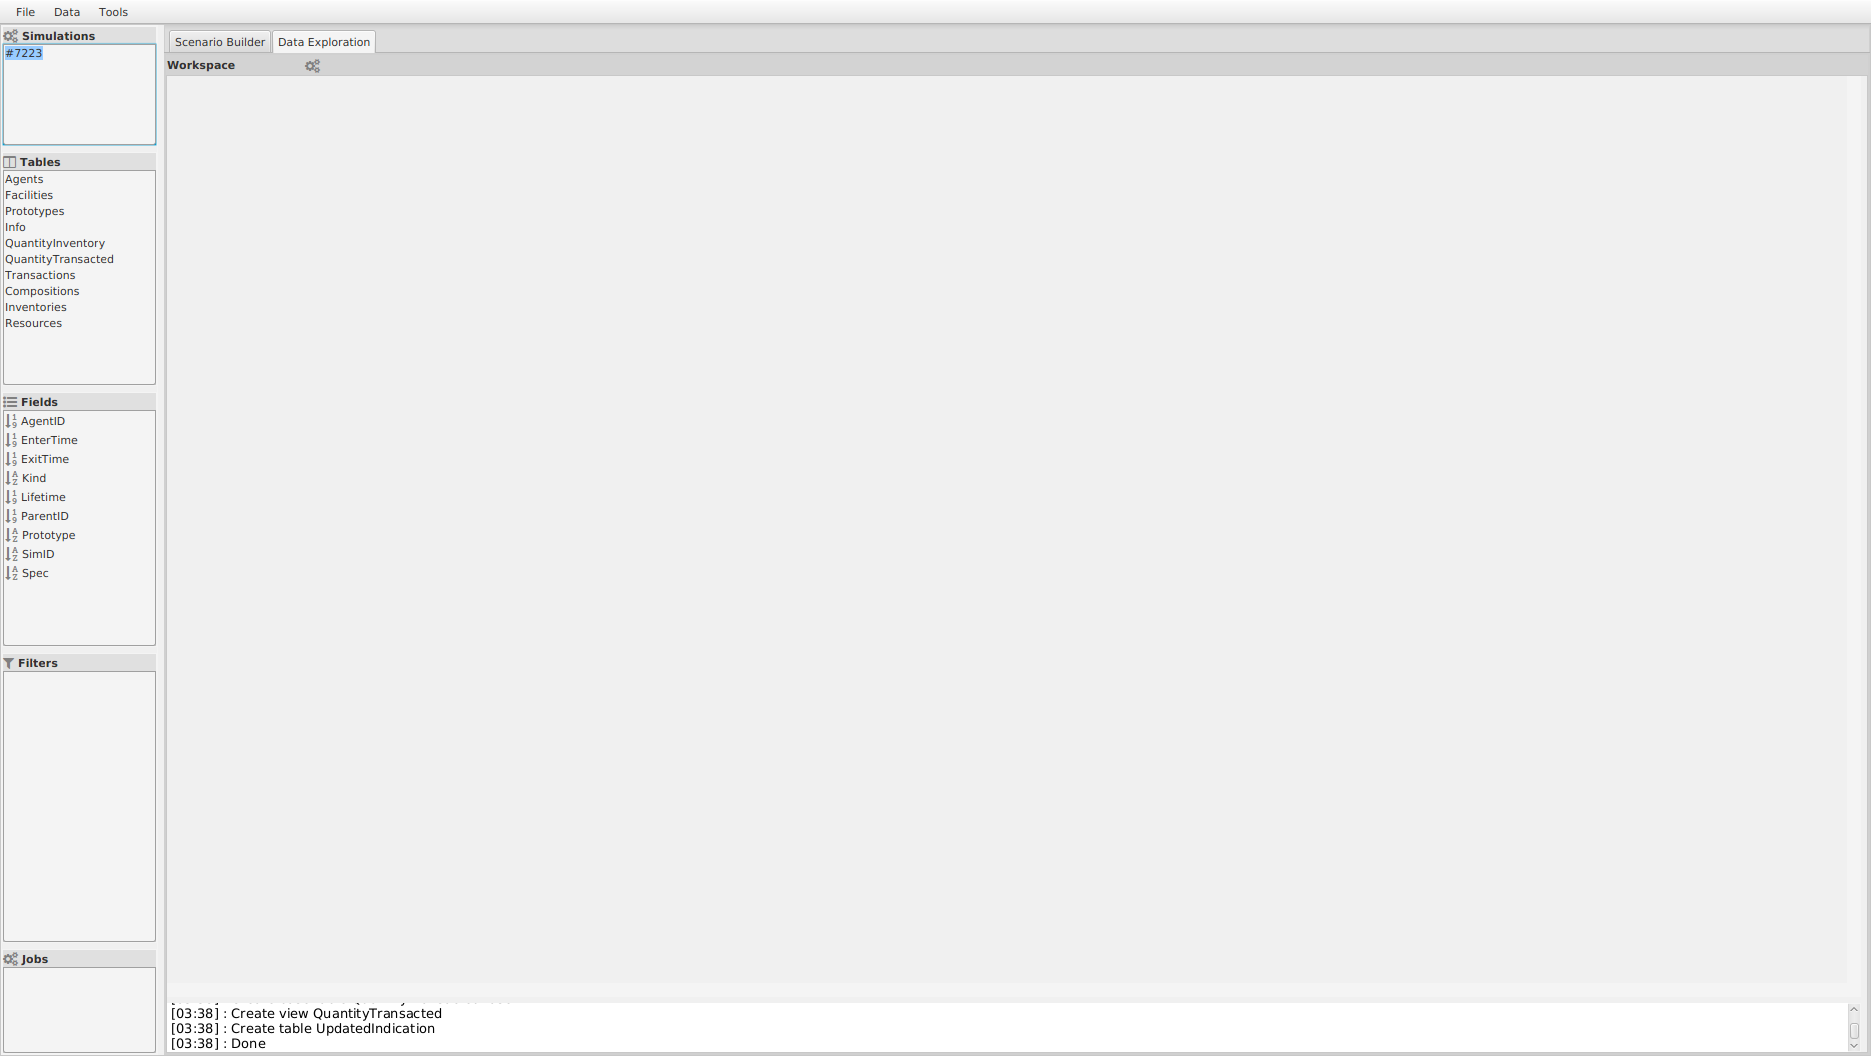 File Data Tools
Simulations
#7223
Tables
Agents
Facilities
Prototypes
Info
QuantityInventory
QuantityTransacted
Transactions
Compositions
Inventories
Resources
Fields
AgentID
EnterTime
ExitTime
Kind
Lifetime
ParentID
Prototype
SimID
Spec
Filters
Jobs
Scenario Builder Data Exploration
Workspace
[03:38] : Create view QuantityTransacted
[03:38] : Create table UpdatedIndication
[03:38] : Done